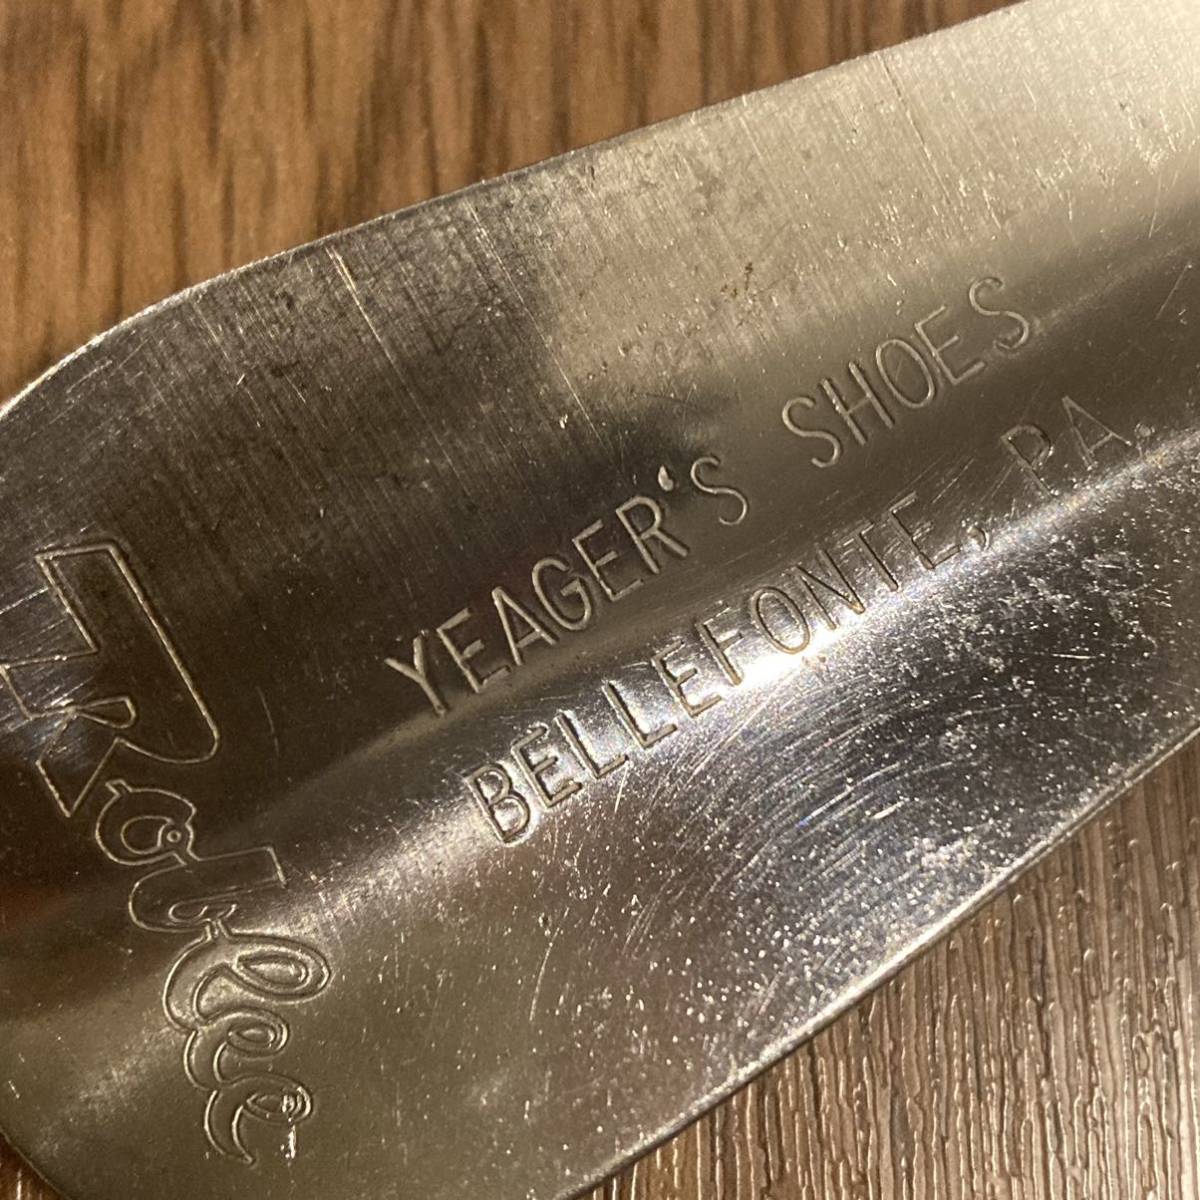 Roblee
YEAGER'S SHOES
BELLEFONTE, PA.